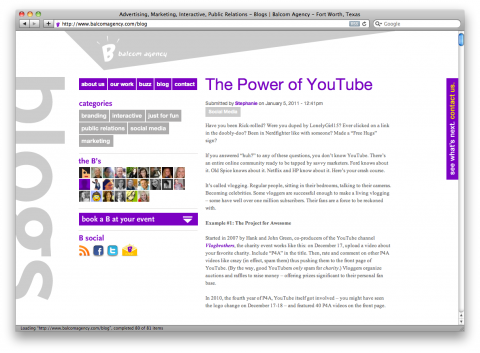 Advertising, Marketing, Interactive, Public Relations - Blogs | Balcom Agency - Fort Worth, Texas
http://www.balcomagency.com/blog
Google
B balcom agency
blogs
about us our work buzz blog contact
categories
branding interactive just for fun
public relations social media
marketing
the B's
book a B at your event
B social
The Power of YouTube
Submitted by Stephanie on January 5, 2011 - 12:41pm
Social Media
Have you been Rick-rolled? Were you duped by LonelyGirl15? Ever clicked on a link
to the doubly-duo? Been in Nerdfighter like with someone? Made a "Free Hugs"
sign?
If you answered "huh?" to any of these questions, you don't know YouTube. There's
an entire online community ready to be tapped by savvy marketers. Ford knows about
it. Old Spice knows about it. Netflix and HP know about it. Here's your crash course.
It's called vlogging. Regular people, sitting in their bedrooms, talking to their cameras.
Becoming celebrities. Some vloggers are successful enough to make a living vlogging
– some have well over one million subscribers. Their fans are a force to be reckoned
with.
Example #1: The Project for Awesome
Started in 2007 by Hank and John Green, co-producers of the YouTube channel
Vlogbrothers, the charity event works like this: on December 17, upload a video about
your favorite charity. Include "P4A" in the title. Then, rate and comment on other P4A
videos like crazy (in effect, spam them) thus pushing them to the front page of
YouTube. (By the way, good YouTubers only spam for charity.) Vloggers organize
auctions and raffles to raise money – offering prizes significant to their personal fan
base.
In 2010, the fourth year of P4A, YouTube itself got involved – you might have seen
the logo change on December 17-18 – and featured 40 P4A videos on the front page.
see what's next. contact us.
Loading "http://www.balcomagency.com/blog", completed 80 of 81 items